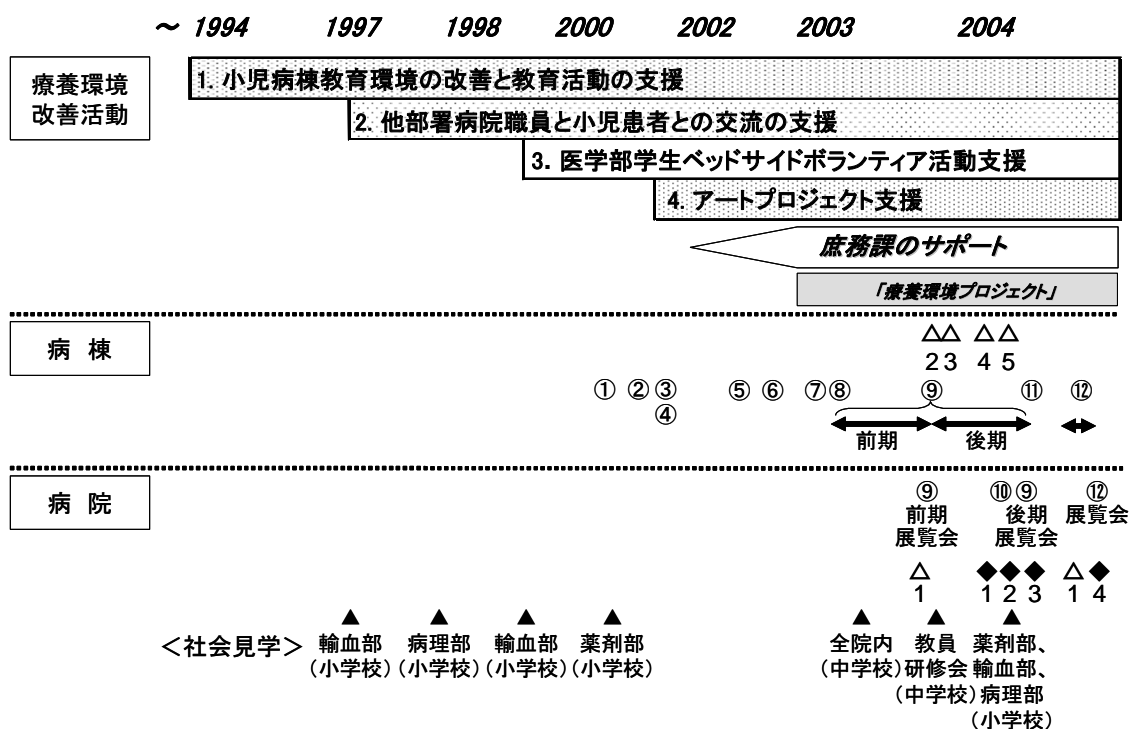 ～ 1994 1997 1998 2000 2002 2003 2004
療養環境
改善活動
1. 小児病棟教育環境の改善と教育活動の支援
2. 他部署病院職員と小児患者との交流の支援
3. 医学部学生ベッドサイドボランティア活動支援
4. アートプロジェクト支援
庶務課のサポート
「療養環境プロジェクト」
病 棟
△△ △ △
2 3 4 5
① ② ③ ⑤ ⑥ ⑦ ⑧ ⑨ ⑪ ⑫
④
前期 後期
病 院
⑨ ⑩ ⑨ ⑫
前期 後期 展覧会
展覧会 展覧会
△ ◆ ◆ ◆ △ ◆
1 1 2 3 1 4
▲ ▲ ▲ ▲ ▲ ▲ ▲
＜社会見学＞ 輸血部 病理部 輸血部 薬剤部 全院内 教員 薬剤部、
(小学校) (小学校) (小学校) (小学校) (中学校) 研修会 輸血部、
(中学校) 病理部
(小学校)